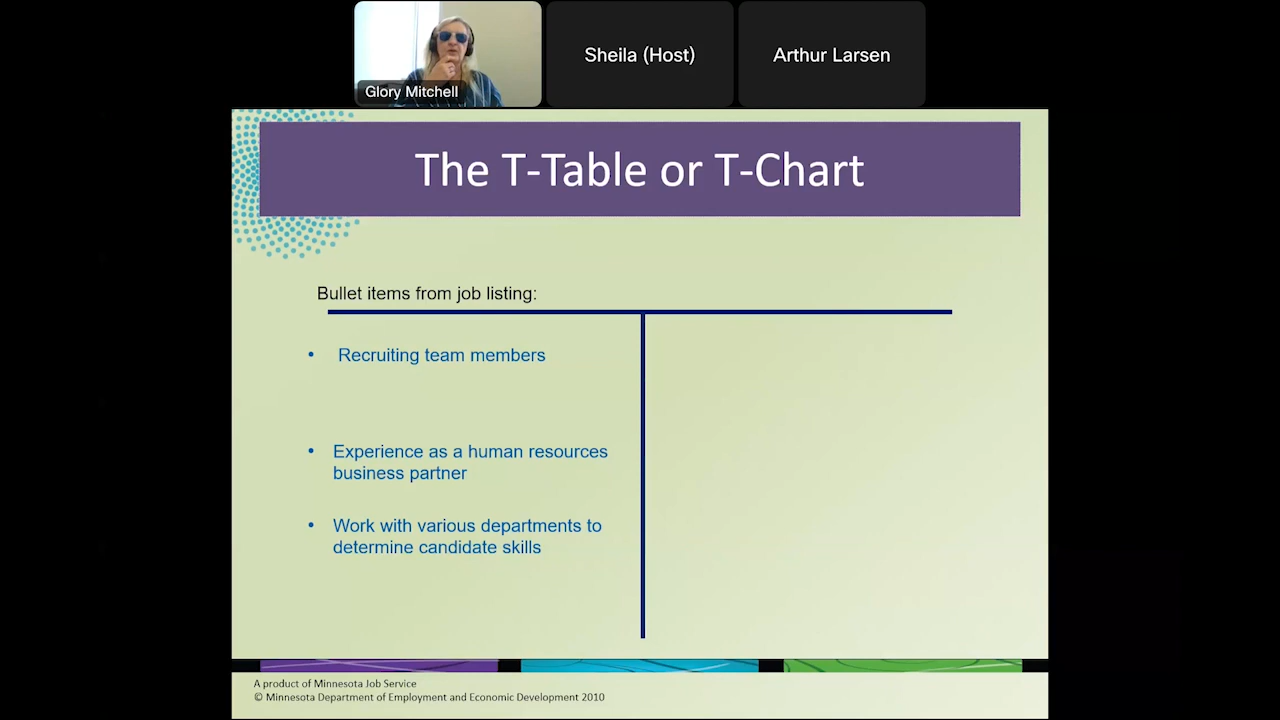 Glory Mitchell
Sheila (Host)
Arthur Larsen
The T-Table or T-Chart
Bullet items from job listing:
• Recruiting team members
• Experience as a human resources
business partner
• Work with various departments to
determine candidate skills
A product of Minnesota Job Service
© Minnesota Department of Employment and Economic Development 2010